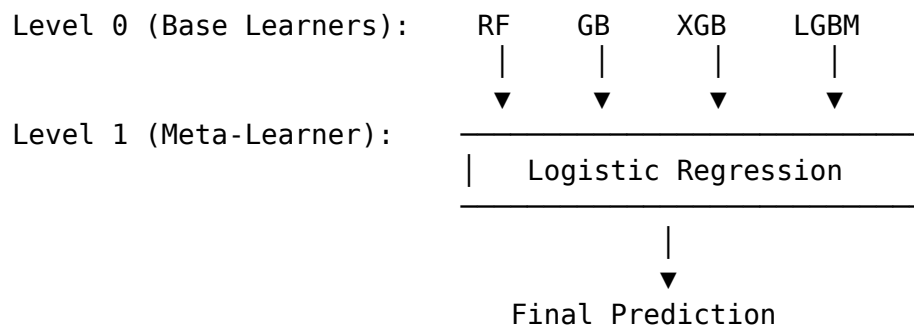 Level 0 (Base Learners): RF GB XGB LGBM
Level 1 (Meta-Learner):
Logistic Regression
Final Prediction